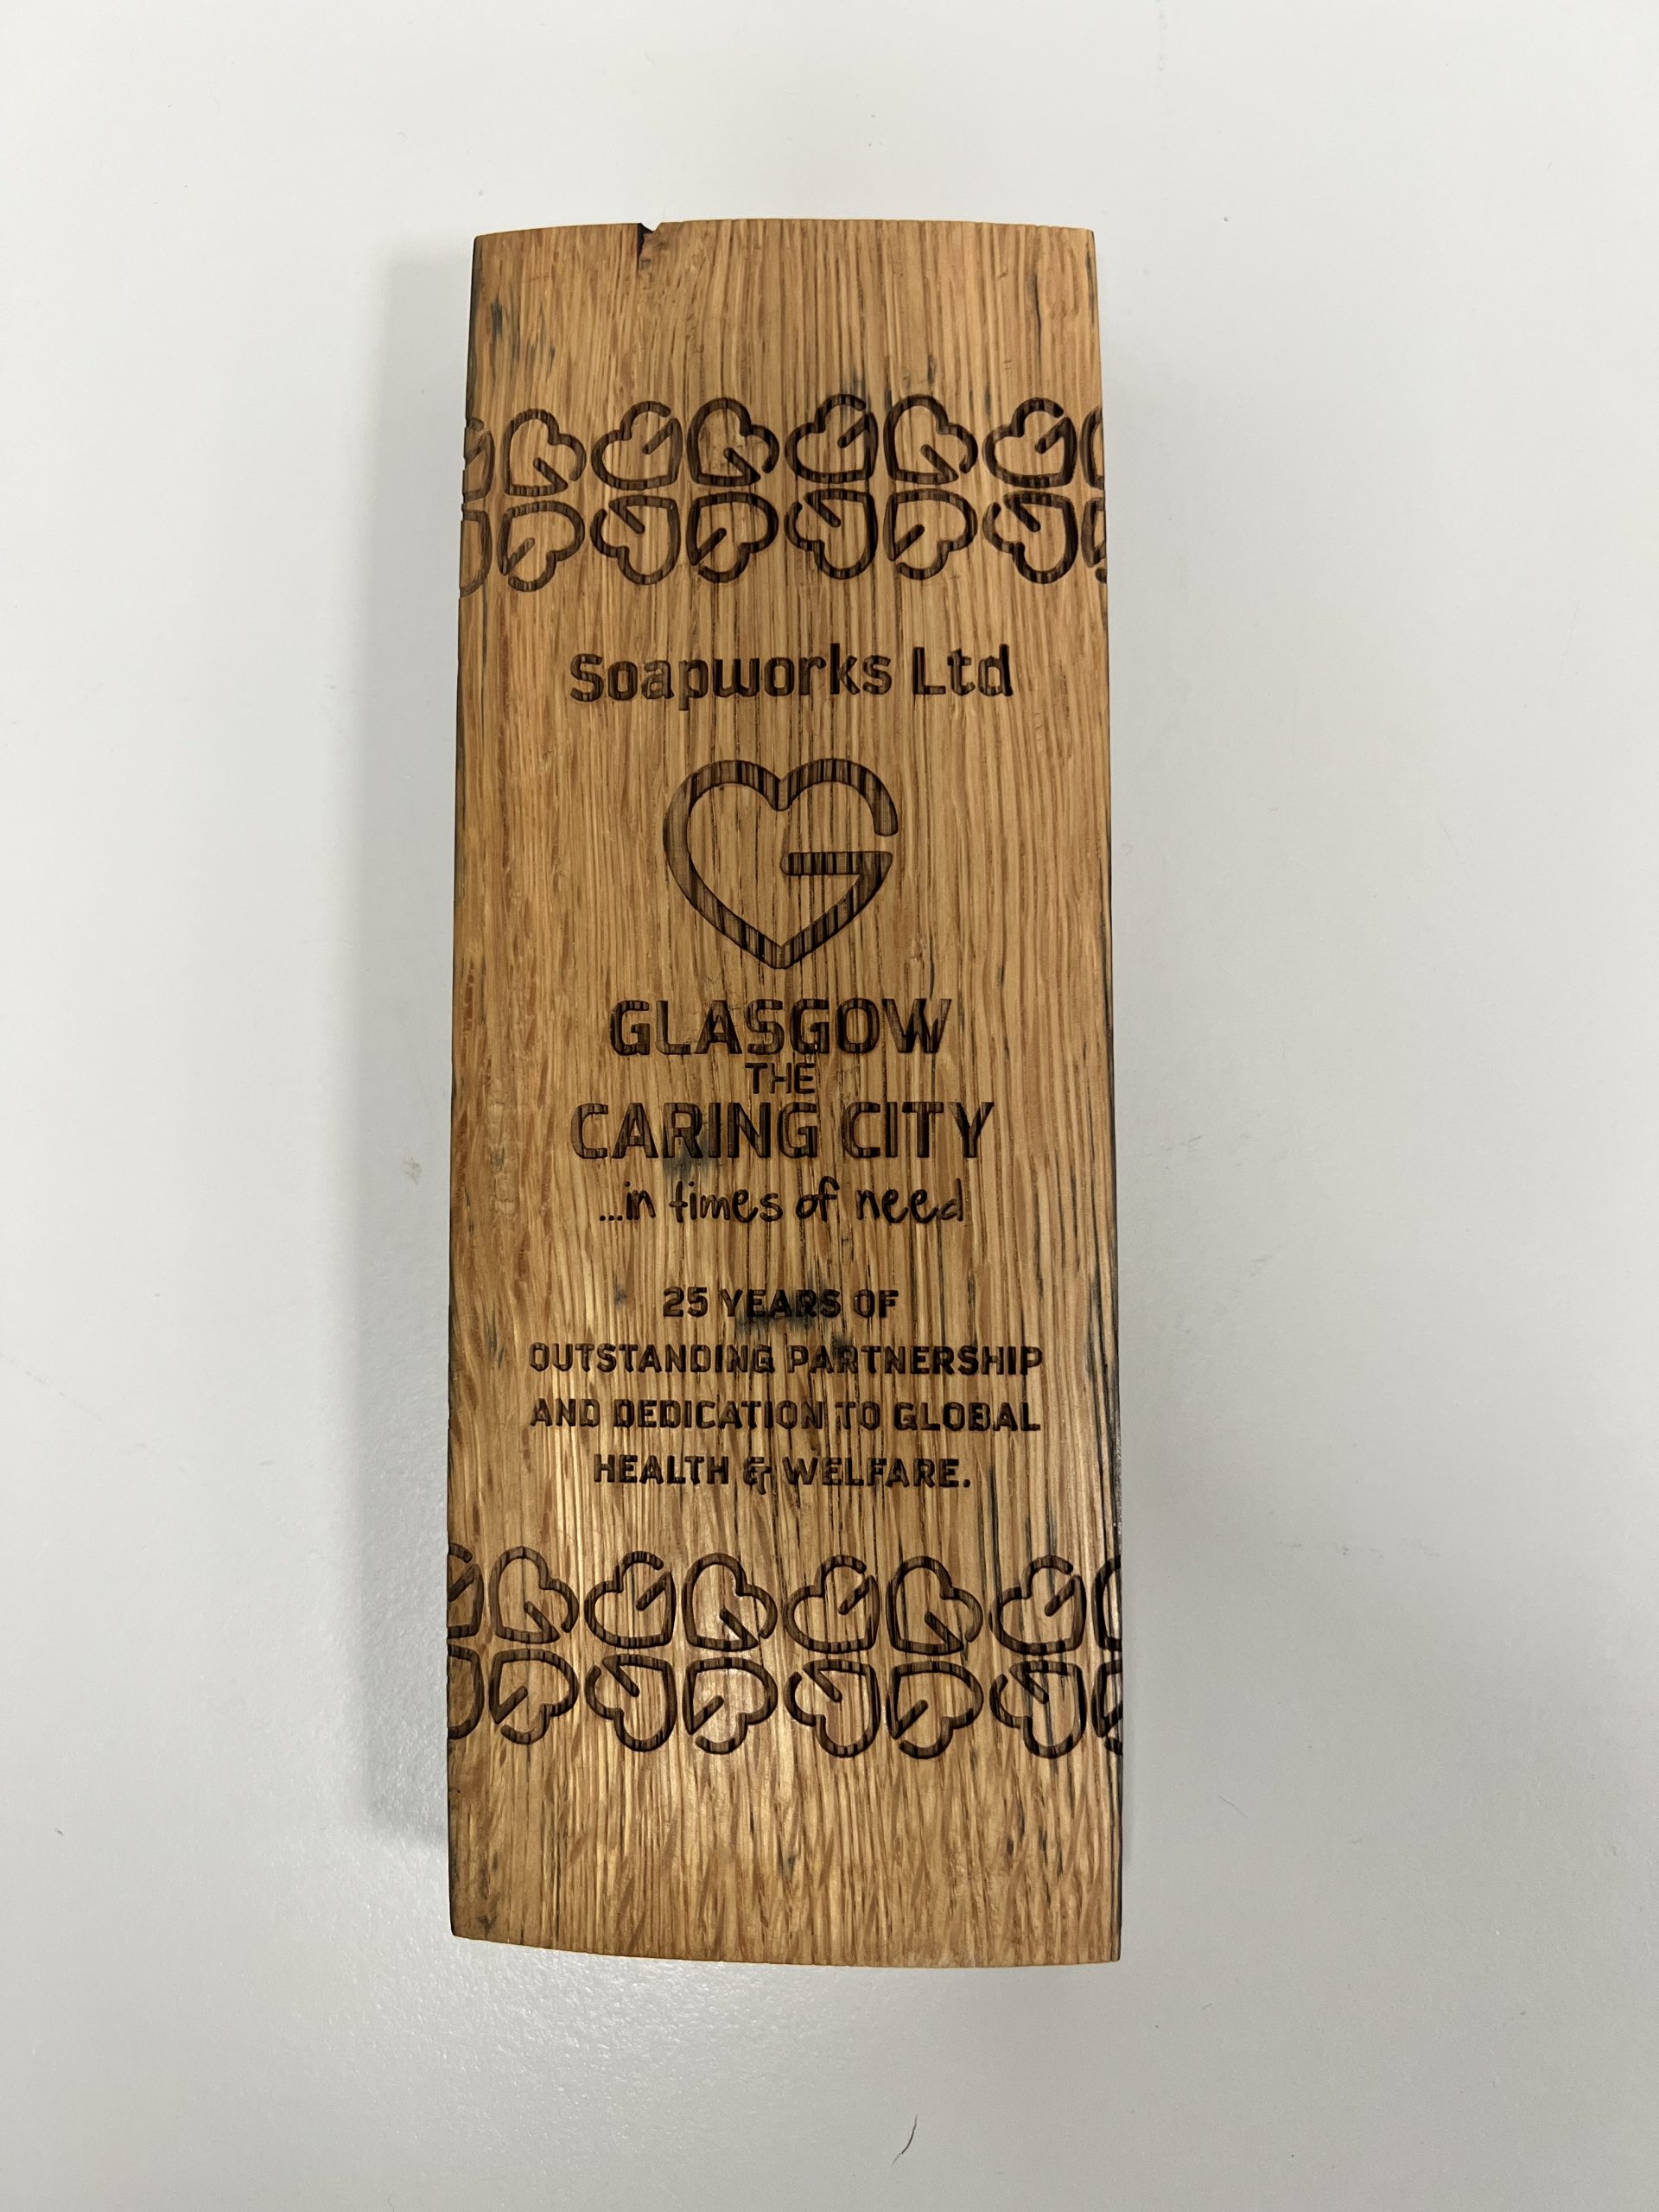 Soapworks Ltd
G
GLASGOW
THE
CARING CITY
...in times of need
25 YEARS OF
OUTSTANDING PARTNERSHIP
AND DEDICATION TO GLOBAL
HEALTH & WELFARE.